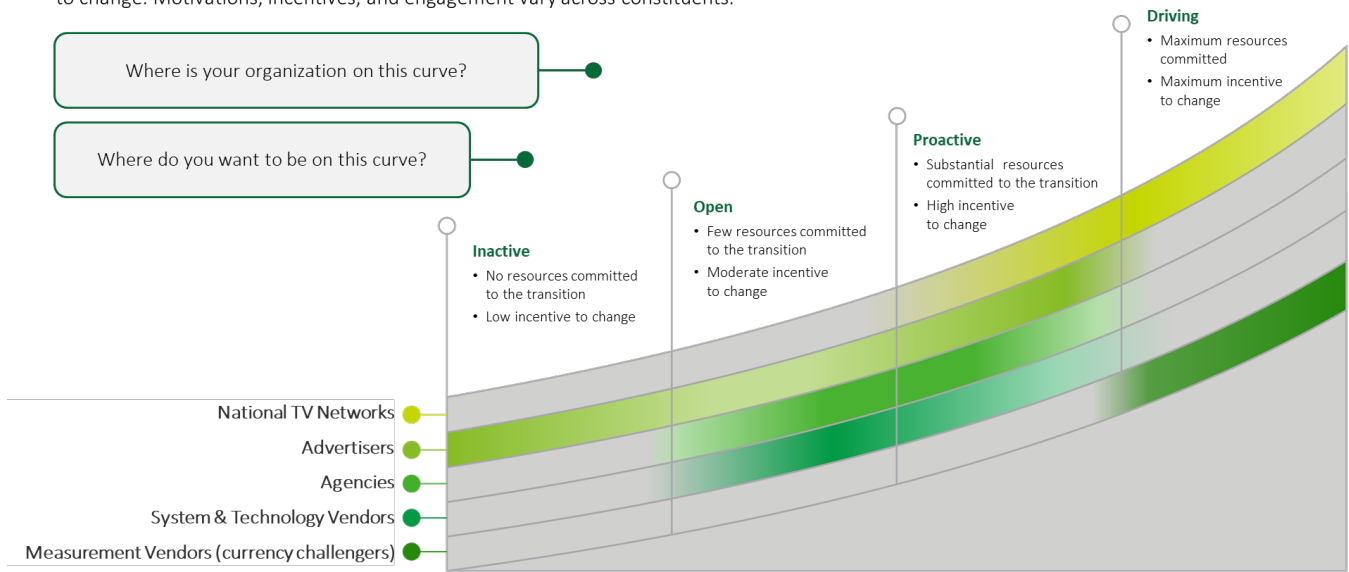 to change. Motivations, incentives, and engagement vary across constituents.
Where is your organization on this curve?
Where do you want to be on this curve?
Inactive
• No resources committed
to the transition
• Low incentive to change
Open
• Few resources committed
to the transition
• Moderate incentive
to change
Proactive
• Substantial resources
committed to the transition
• High incentive
to change
Driving
• Maximum resources
committed
• Maximum incentive
to change
National TV Networks
Advertisers
Agencies
System & Technology Vendors
Measurement Vendors (currency challengers)